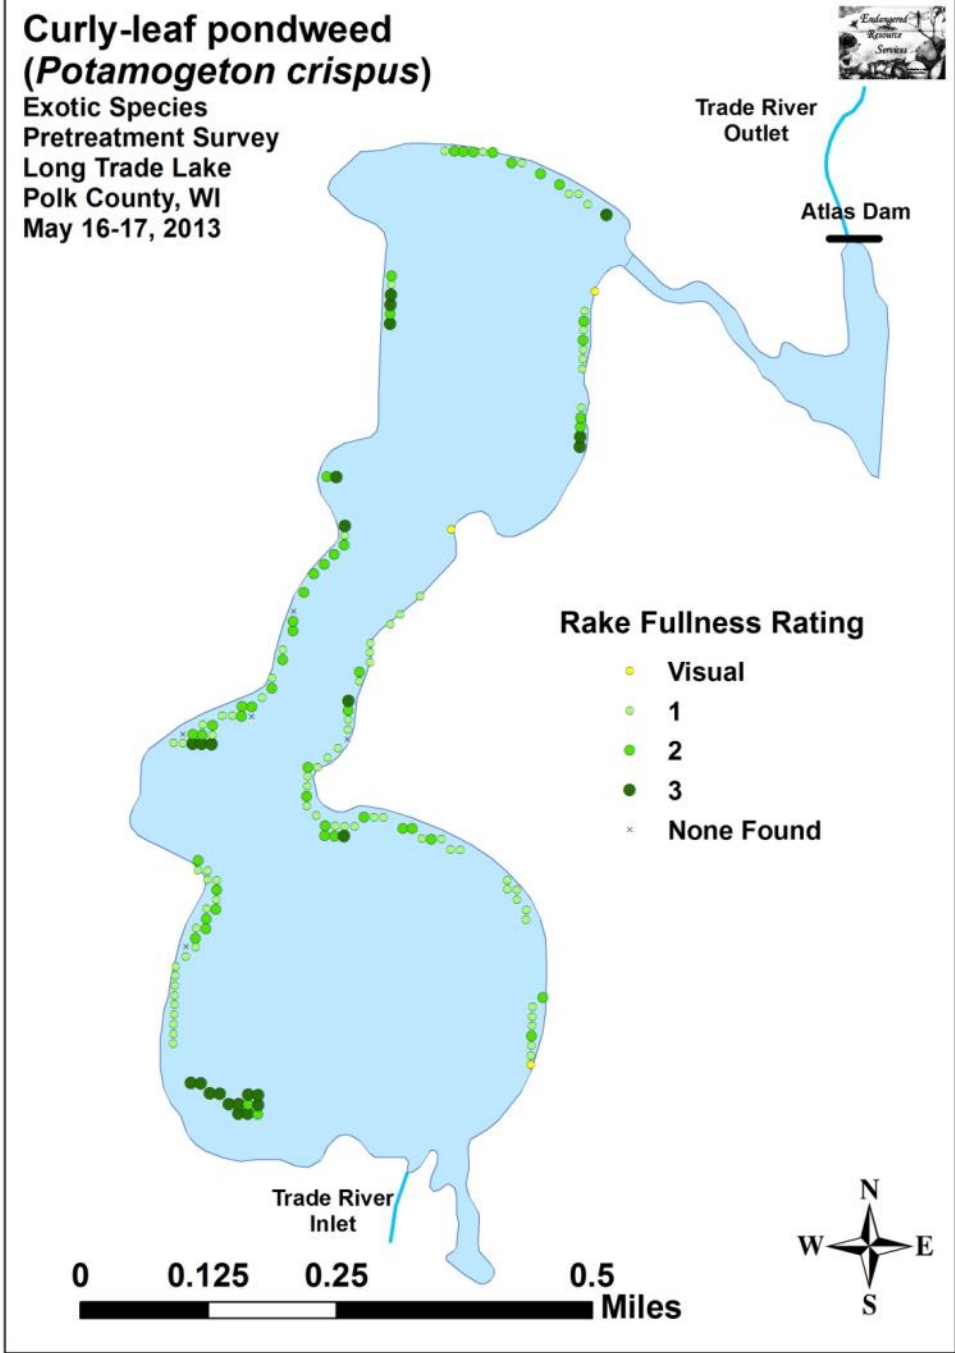 Curly-leaf pondweed
(Potamogeton crispus)
Exotic Species
Pretreatment Survey
Long Trade Lake
Polk County, WI
May 16-17, 2013
Endangered
Resource
Services
Trade River
Outlet
Atlas Dam
Rake Fullness Rating
Visual
1
2
3
None Found
Trade River
Inlet
N
W E
S
0 0.125 0.25 0.5
Miles